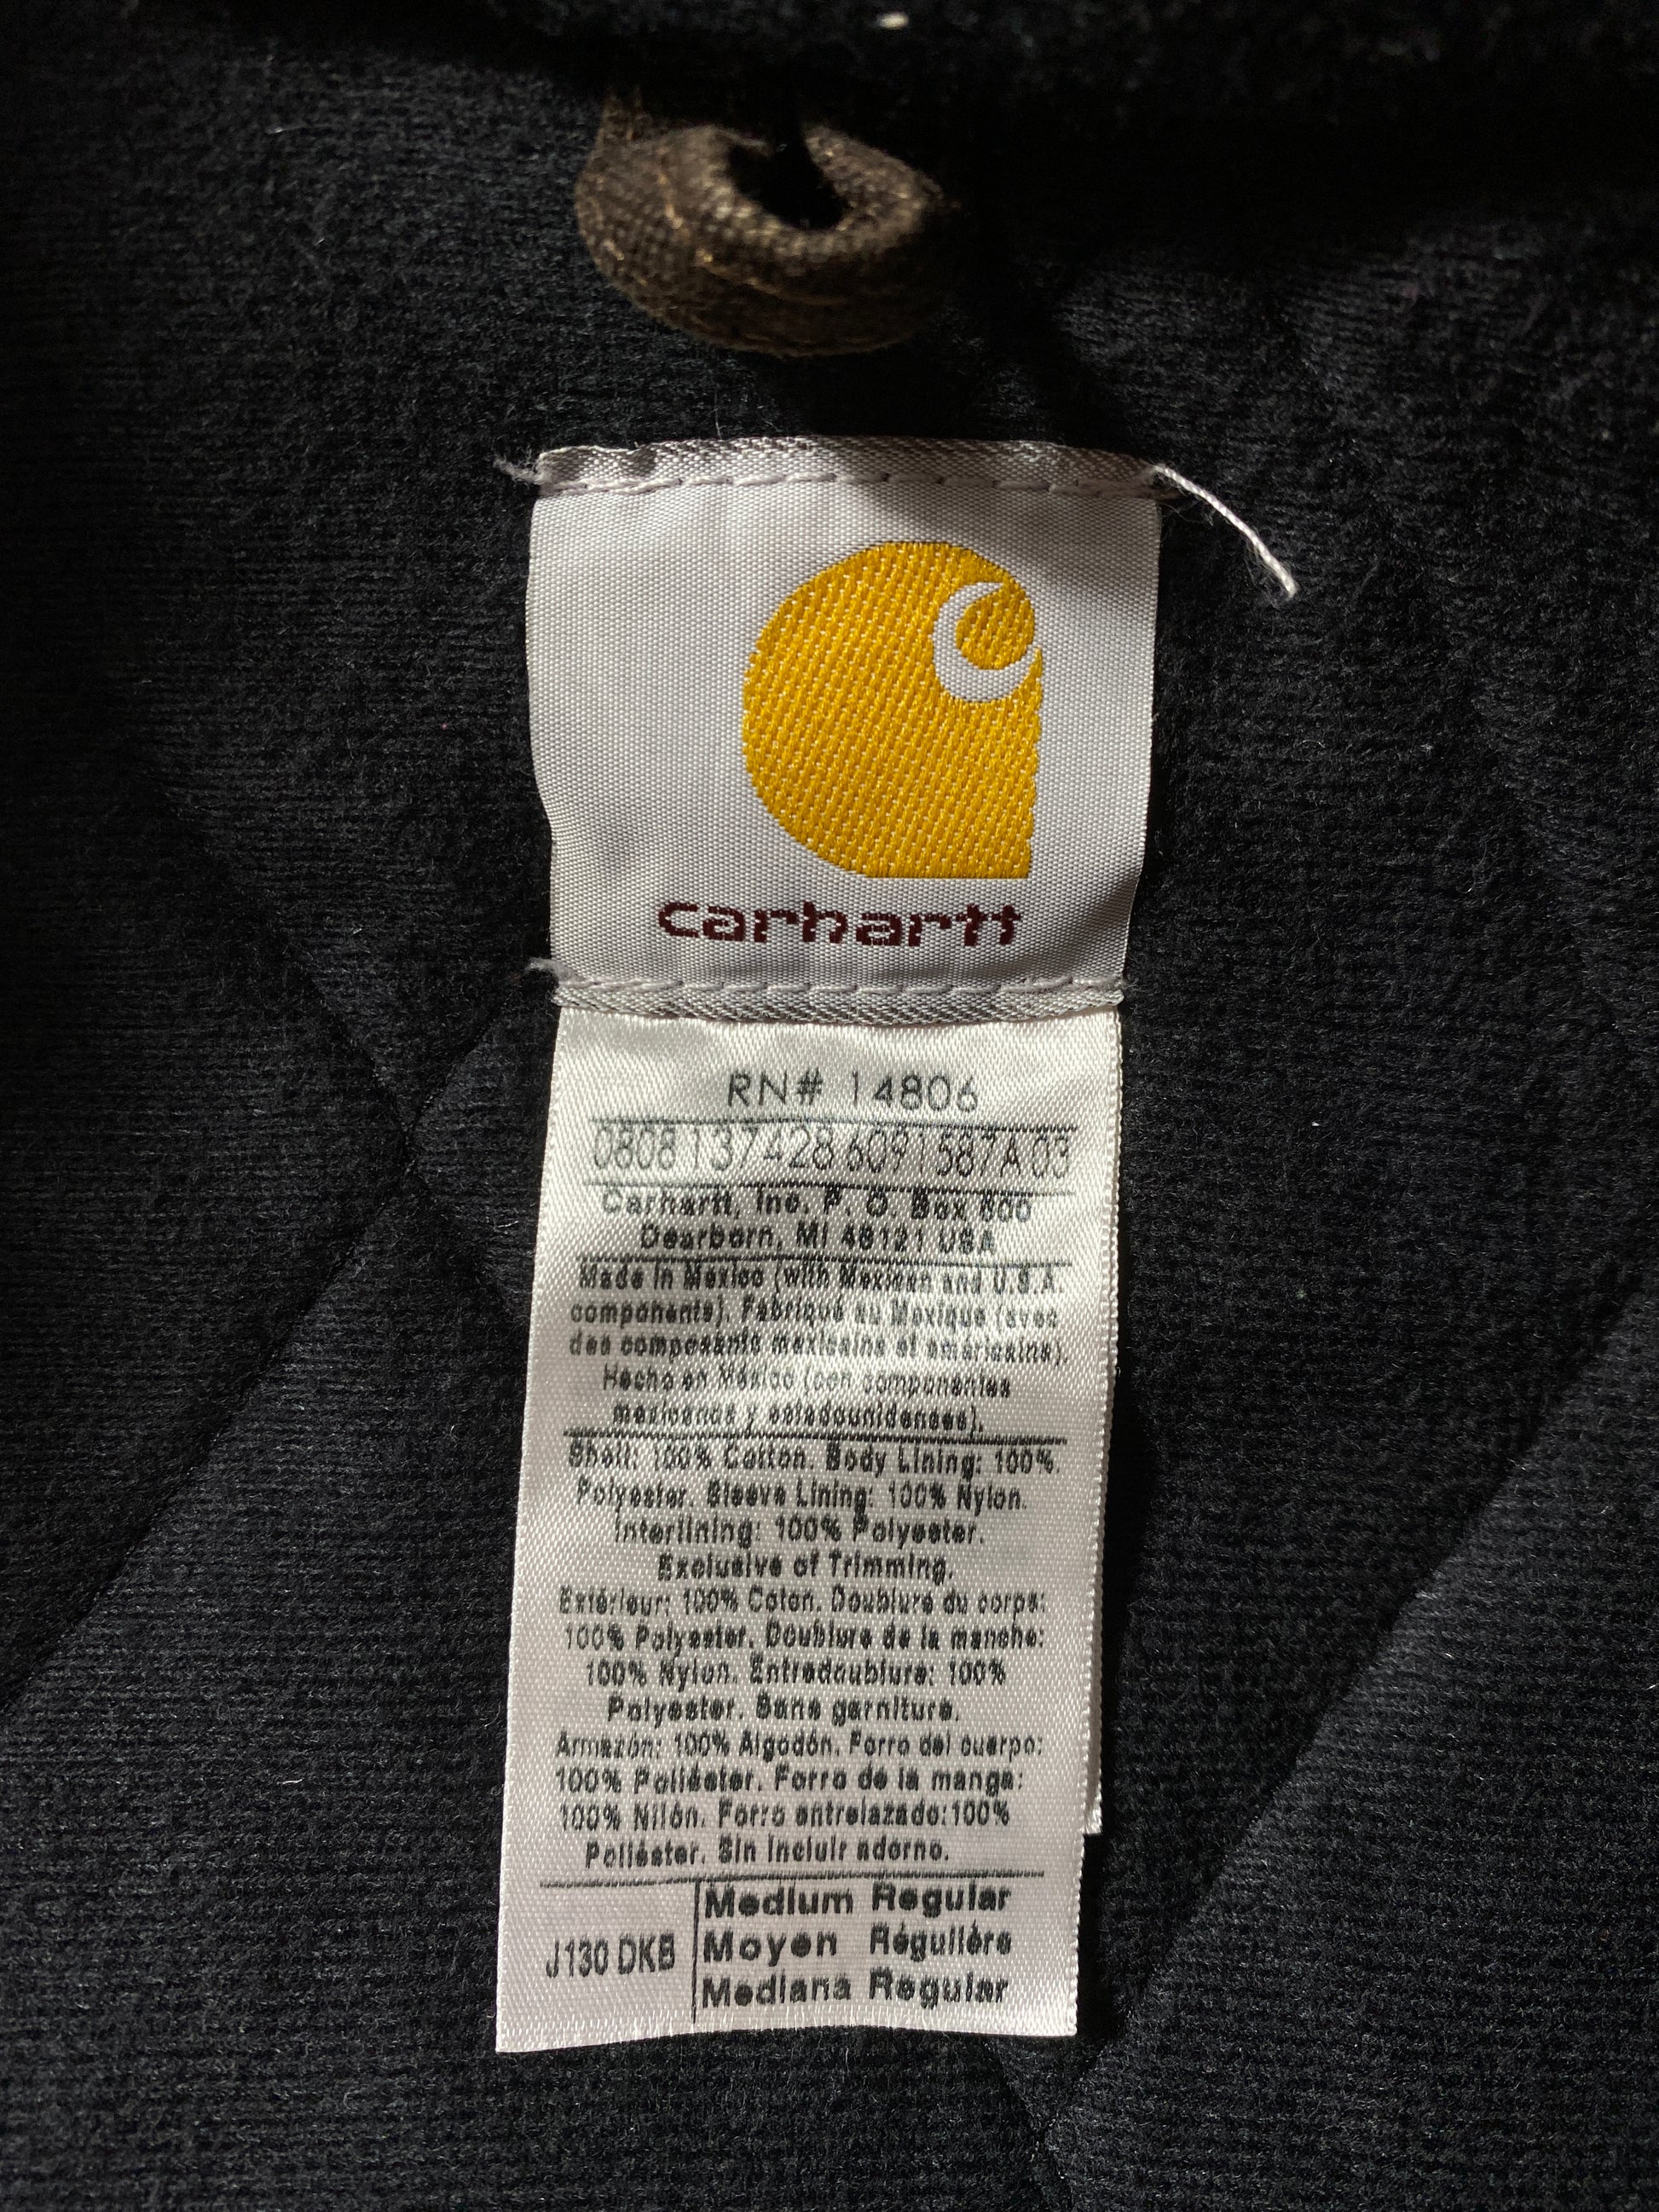 carhartt
RN# 14806
0808 137428 6091587A 03
Carhartt, Inc. P. O. Box 600
Dearborn, MI 48121 USA
Made in Mexico (with Mexican and U.S.A.
components). Fabriqué au Mexique (avec
des composants mexicains et américains).
Hecho en México (con componentes
mexicanos y estadounidenses).
Shell: 100% Cotton. Body Lining: 100%
Polyester. Sleeve Lining: 100% Nylon.
Interlining: 100% Polyester.
Exclusive of Trimming.
Extérieur: 100% Coton. Doublure du corps:
100% Polyester. Doublure de la manche:
100% Nylon. Entredoublure: 100%
Polyester. Sans garniture.
Armazón: 100% Algodón. Forro del cuerpo:
100% Poliéster. Forro de la manga:
100% Nilón. Forro entrelazado:100%
Poliéster. Sin incluir adorno.
J130 DKB
Medium Regular
Moyen Régulière
Mediana Regular